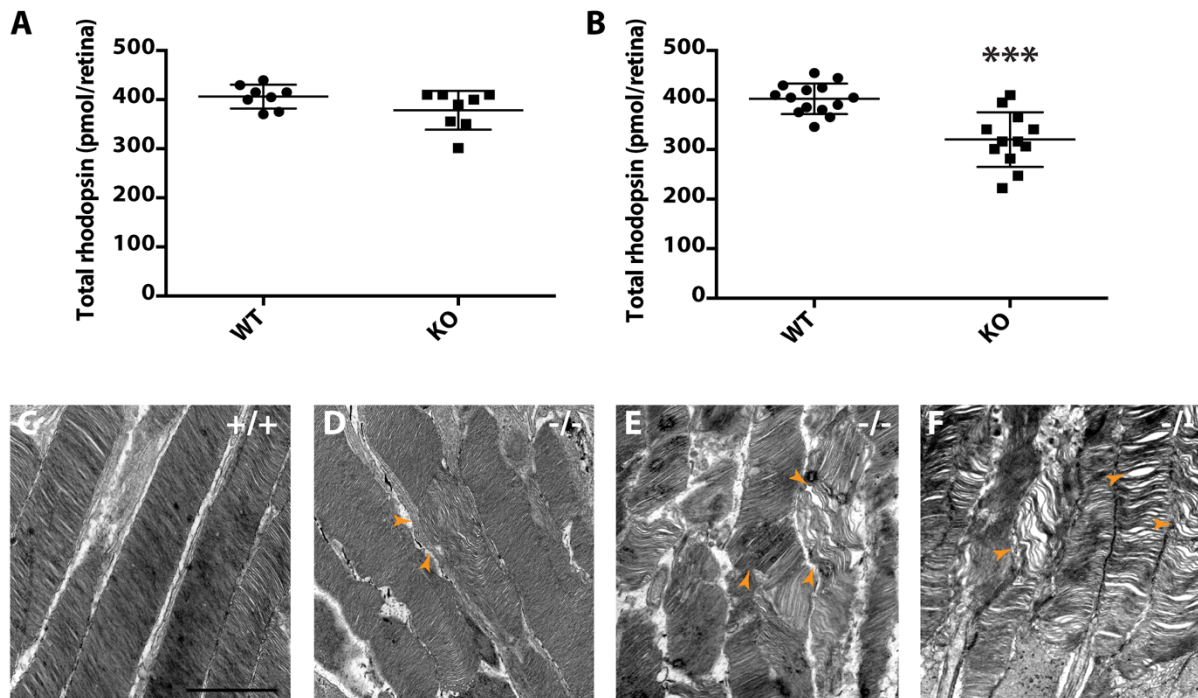 A
Total rhodopsin (pmol/retina)
500
400
300
200
100
0
WT
KO
B
Total rhodopsin (pmol/retina)
500
400
300
200
100
0
***
WT
KO
C
+/+
D
-/-
E
-/-
F
-/-